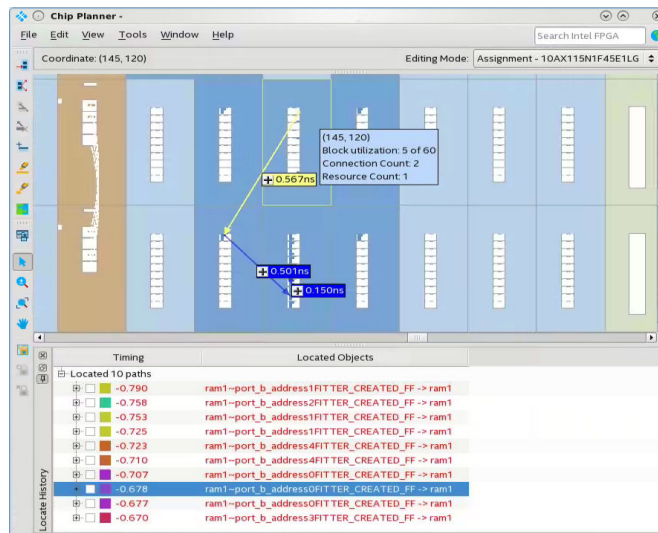 Chip Planner -
File Edit View Tools Window Help
Search Intel FPGA
Coordinate: (145, 120)
Editing Mode: Assignment - 10AX115N1F45E1LG
(145, 120)
Block utilization: 5 of 60
Connection Count: 2
Resource Count: 1
0.567ns
0.501ns
0.150ns
Timing Located Objects
Located 10 paths
-0.790 ram1~port_b_address1FITTER_CREATED_FF -> ram1
-0.758 ram1~port_b_address2FITTER_CREATED_FF -> ram1
-0.753 ram1~port_b_address1FITTER_CREATED_FF -> ram1
-0.725 ram1~port_b_address1FITTER_CREATED_FF -> ram1
-0.723 ram1~port_b_address4FITTER_CREATED_FF -> ram1
-0.710 ram1~port_b_address4FITTER_CREATED_FF -> ram1
-0.707 ram1~port_b_address0FITTER_CREATED_FF -> ram1
-0.678 ram1~port_b_address0FITTER_CREATED_FF -> ram1
-0.677 ram1~port_b_address0FITTER_CREATED_FF -> ram1
-0.670 ram1~port_b_address3FITTER_CREATED_FF -> ram1
Locate History